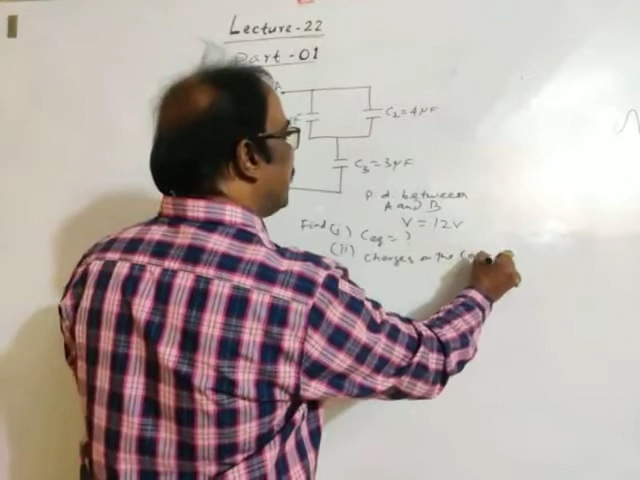 Lecture-22
Part-01
A
C₂=4μF
F
C₃=3μF
P.d. between
A and B
V=12V
Find (i) Ceq=?
(ii) Charges on the